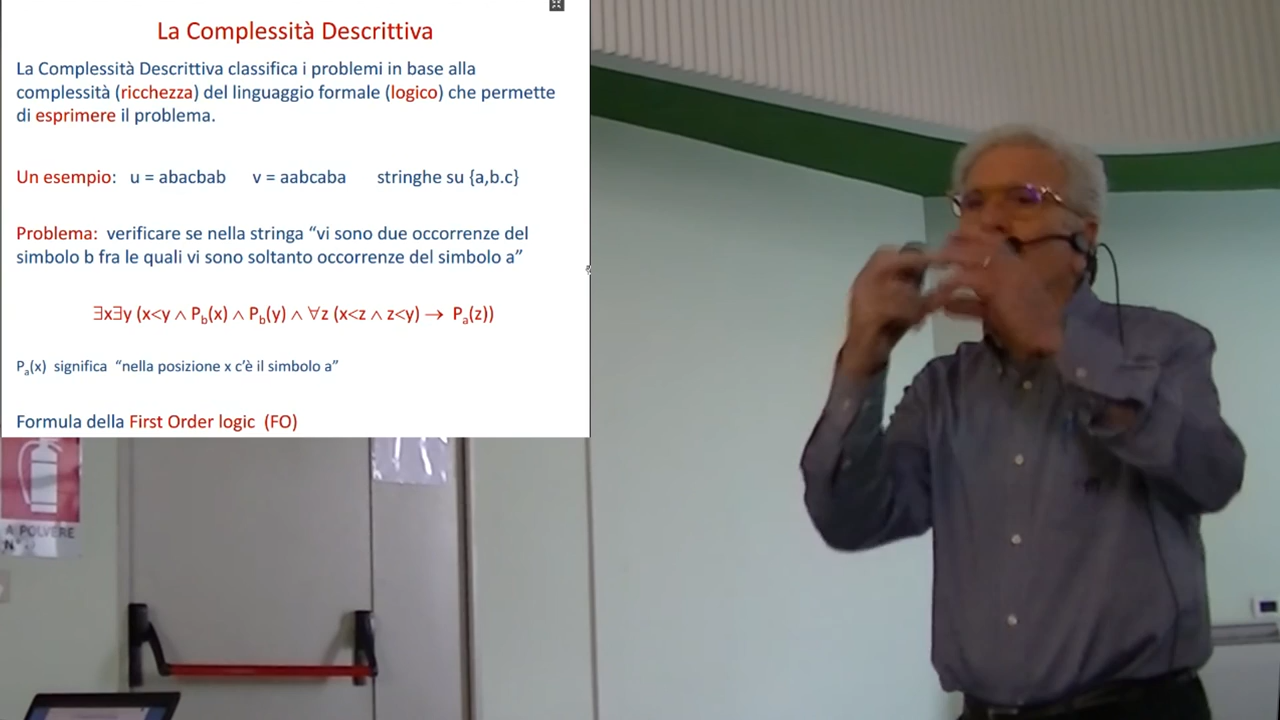 La Complessità Descrittiva
La Complessità Descrittiva classifica i problemi in base alla
complessità (ricchezza) del linguaggio formale (logico) che permette
di esprimere il problema.
Un esempio: u = abacbab v = aabcaba stringhe su {a,b.c}
Problema: verificare se nella stringa “vi sono due occorrenze del
simbolo b fra le quali vi sono soltanto occorrenze del simbolo a”
∃x∃y (x<y ∧ Pb(x) ∧ Pb(y) ∧ ∀z (x<z ∧ z<y) → Pa(z))
Pa(x) significa “nella posizione x c’è il simbolo a”
Formula della First Order logic (FO)
A POLVERE
N°